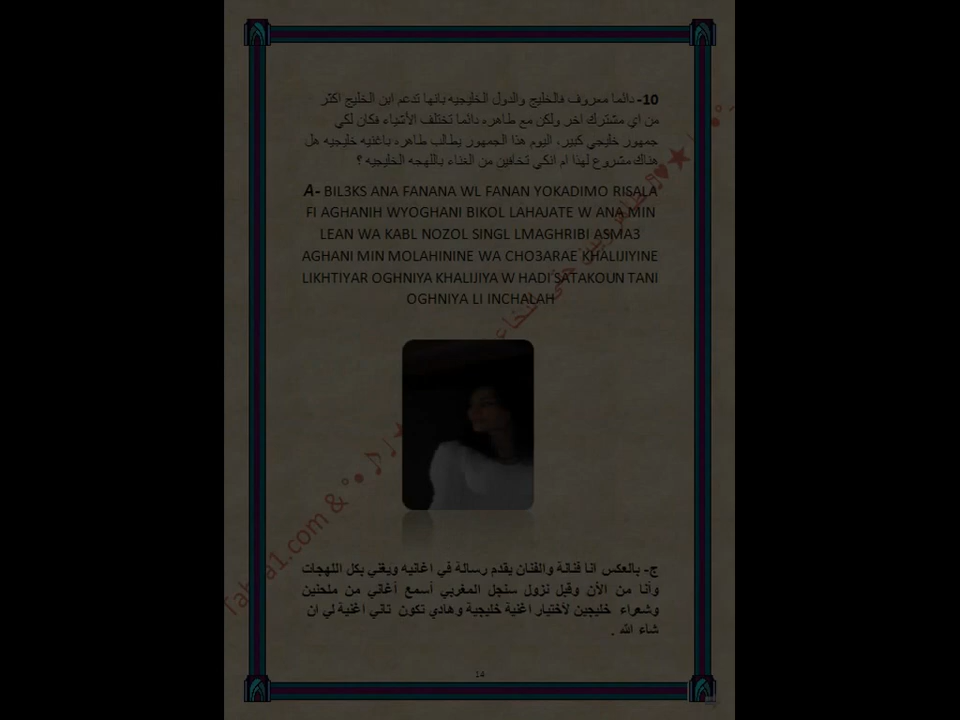 10- دائما معروف فالخليج والدول الخليجيه بانها تدعم ابن الخليج اكثر
من أي مشترك اخر ولكن مع طاهره دائما تختلف الأشياء فكان لكي
جمهور خليجي كبير، اليوم هذا الجمهور يطالب طاهره باغنيه خليجيه هل
هناك مشروع لهذا ام انكي تخافين من الغناء باللهجه الخليجيه ؟
A- BIL3KS ANA FANANA WL FANAN YOKADIMO RISALA
FI AGHANIH WYOGHANI BIKOL LAHAJATE W ANA MIN
LEAN WA KABL NOZOL SINGL LMAGHRIBI ASMA3
AGHANI MIN MOLAHININE WA CHO3ARAE KHALIJIYINE
LIKHTIYAR OGHNIYA KHALIJIYA W HADI SATAKOUN TANI
OGHNIYA LI INCHALAH
ج- بالعكس انا فنانة والفنان يقدم رسالة في اغانيه ويغني بكل اللهجات
وأنا من الأن وقبل نزول سنجل المغربي أسمع أغاني من ملحنين
وشعراء خليجين لأختيار اغنية خليجية وهادي تكون تاني اغنية لي ان
شاء الله .
14